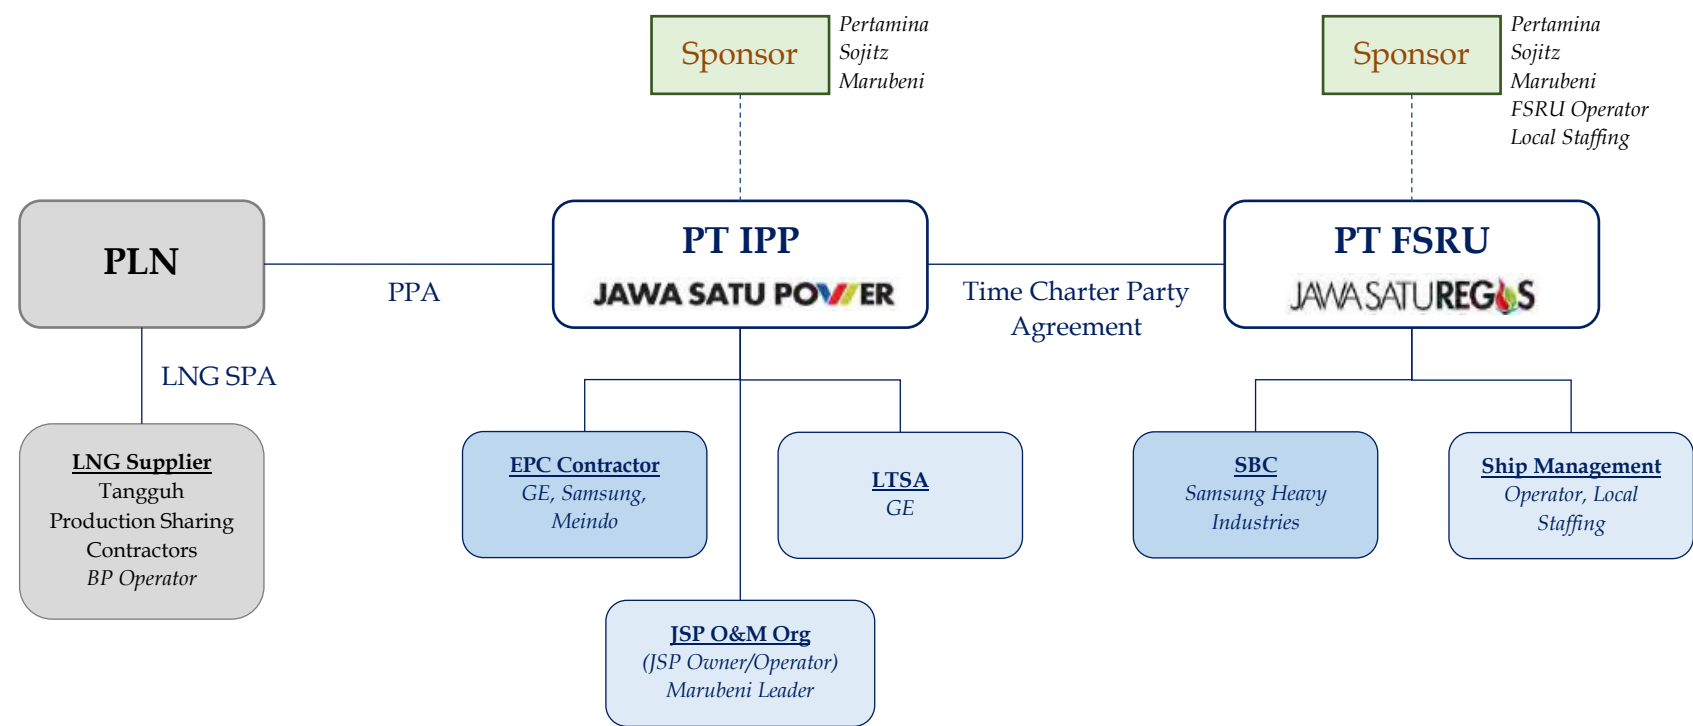 Sponsor
Pertamina
Sojitz
Marubeni
Sponsor
Pertamina
Sojitz
Marubeni
FSRU Operator
Local Staffing
PLN
PPA
PT IPP
JAWA SATU POWER
Time Charter Party
Agreement
PT FSRU
JAWA SATU REGAS
LNG SPA
LNG Supplier
Tangguh
Production Sharing
Contractors
BP Operator
EPC Contractor
GE, Samsung,
Meindo
LTSA
GE
JSP O&M Org
(JSP Owner/Operator)
Marubeni Leader
SBC
Samsung Heavy
Industries
Ship Management
Operator, Local
Staffing